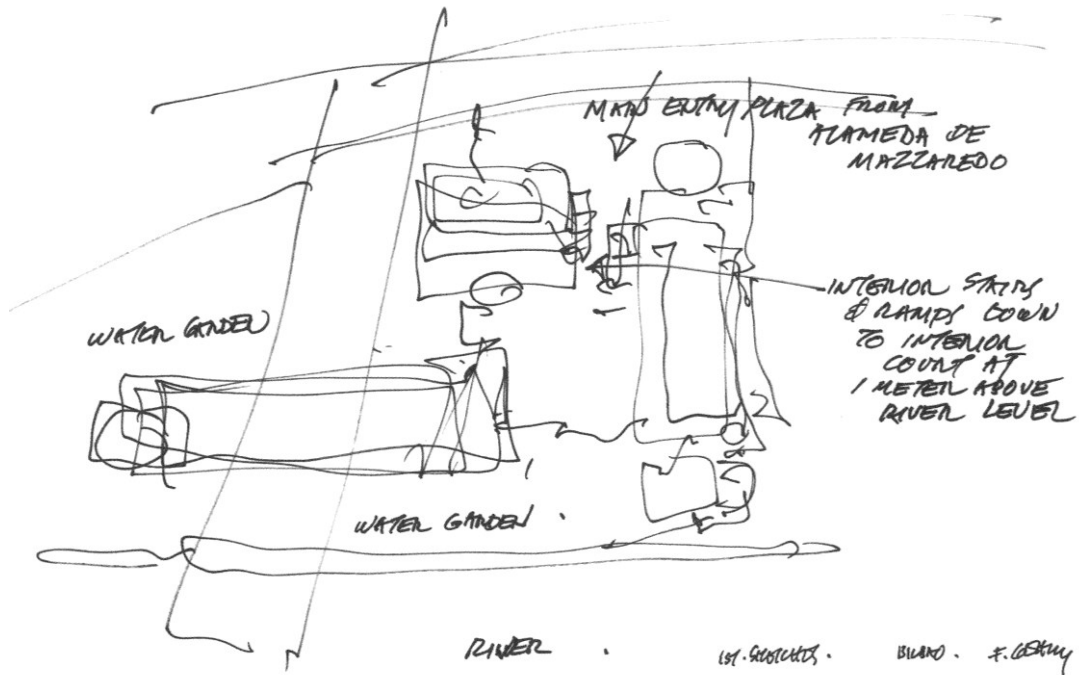 MAIN ENTRY PLAZA FROM
ALAMEDA DE
MAZZAREDO
INTERIOR STAIRS
& RAMPS DOWN
TO INTERIOR
COURT AT
1 METER ABOVE
RIVER LEVEL
WATER GARDEN
WATER GARDEN
RIVER
1ST. SKETCHES. BILBAO. F. GEHRY